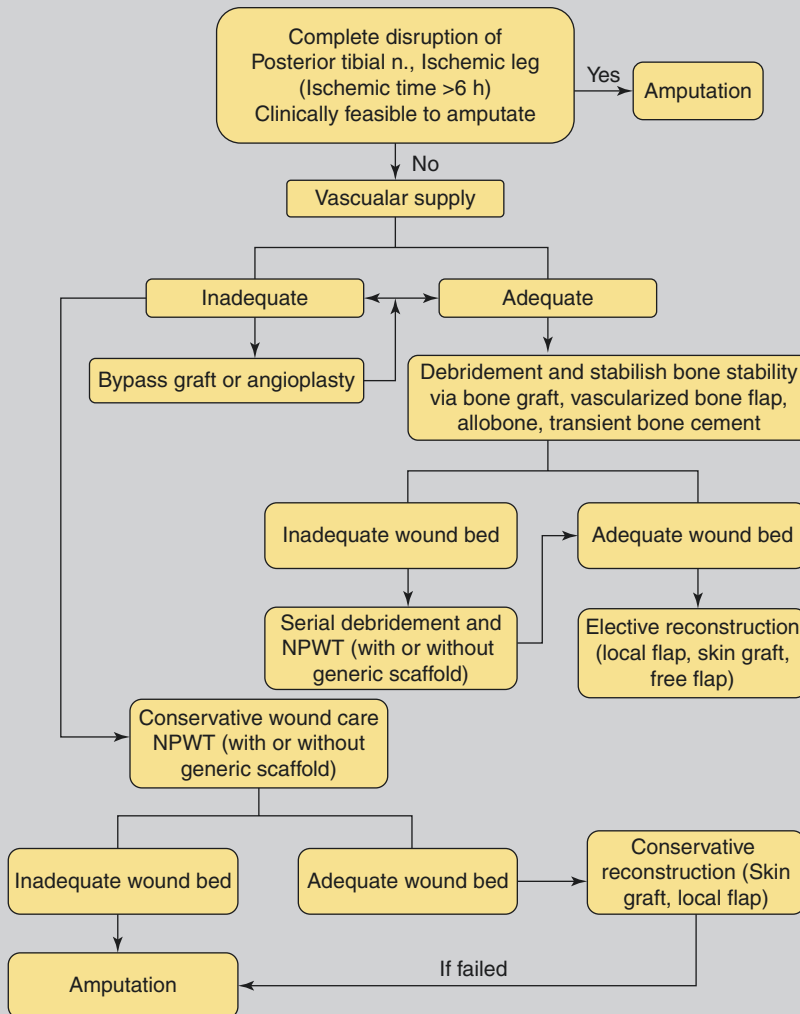 Complete disruption of
Posterior tibial n., Ischemic leg
(Ischemic time >6 h)
Clinically feasible to amputate
Yes
Amputation
No
Vascular supply
Inadequate
Adequate
Bypass graft or angioplasty
Debridement and stabilish bone stability
via bone graft, vascularized bone flap,
allobone, transient bone cement
Inadequate wound bed
Adequate wound bed
Serial debridement and
NPWT (with or without
generic scaffold)
Elective reconstruction
(local flap, skin graft,
free flap)
Conservative wound care
NPWT (with or without
generic scaffold)
Inadequate wound bed
Adequate wound bed
Conservative
reconstruction (Skin
graft, local flap)
Amputation
If failed